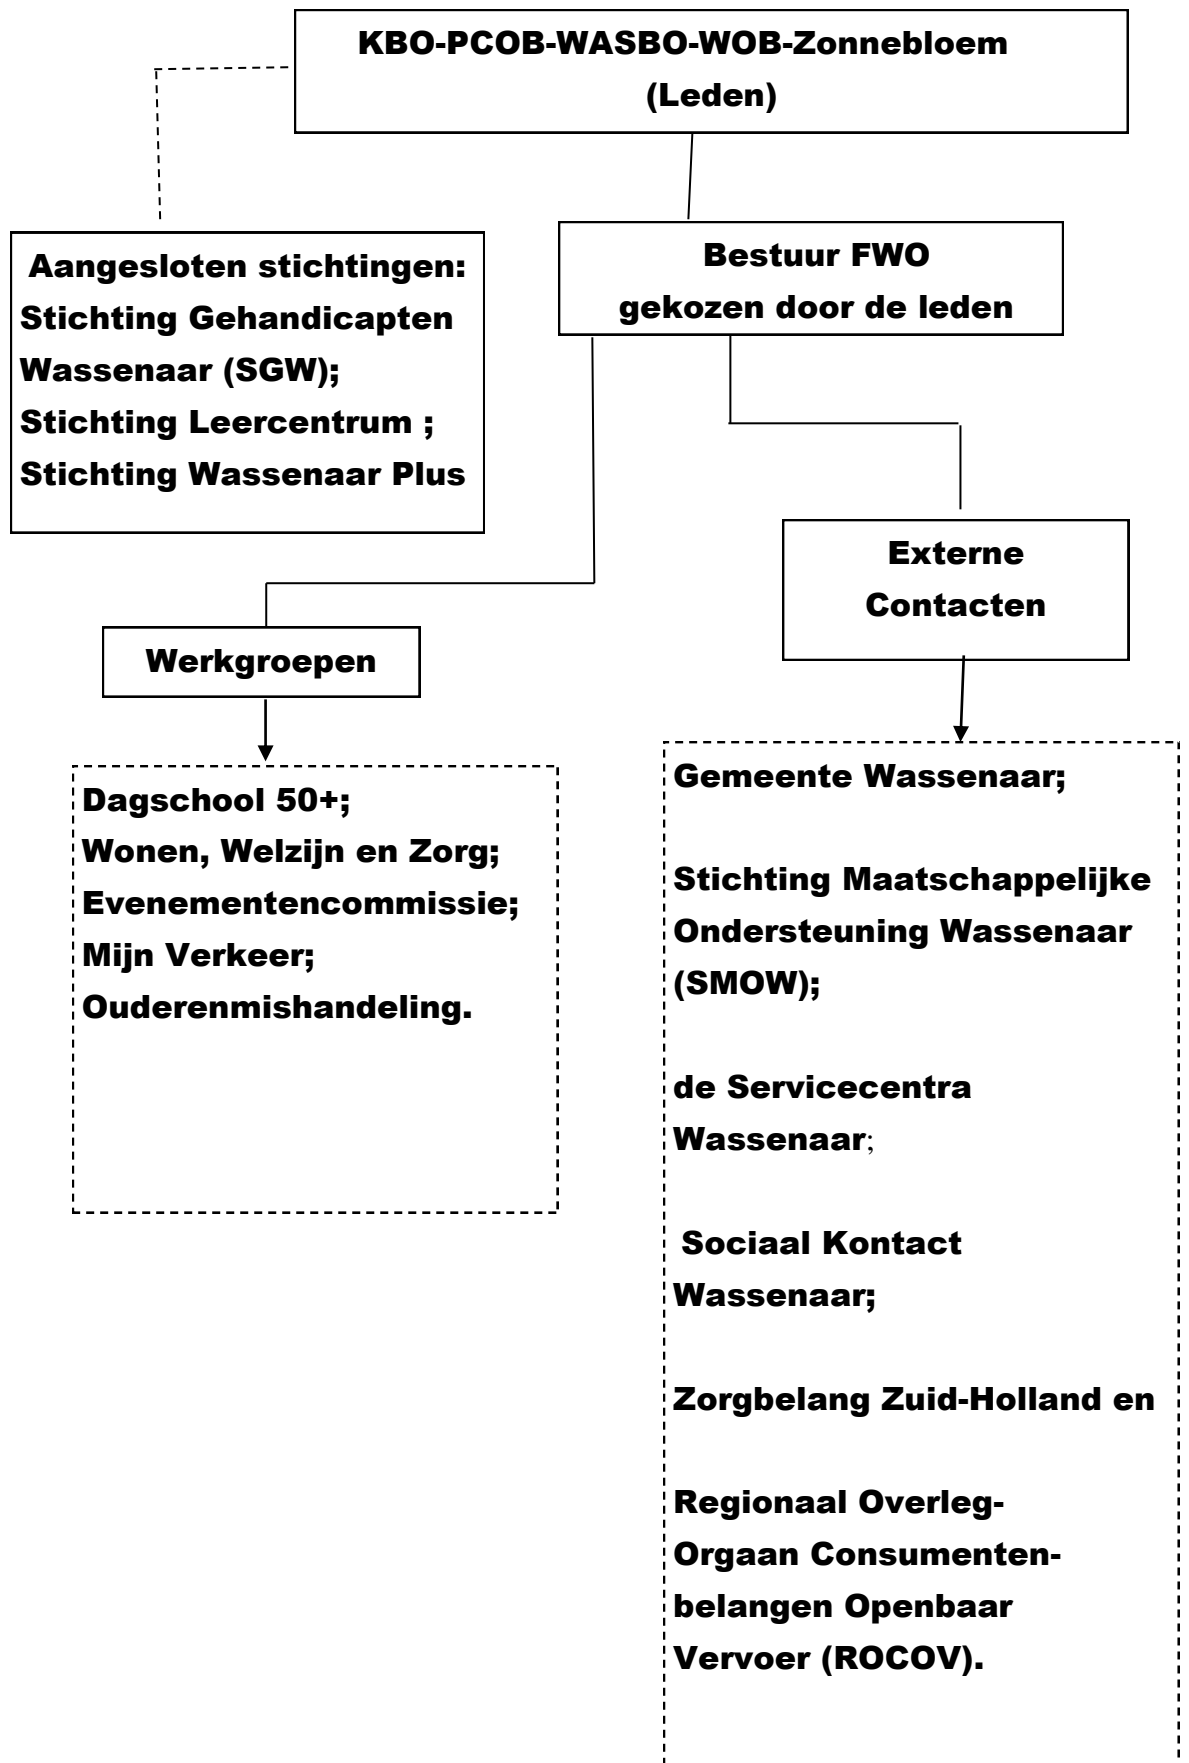 KBO-PCOB-WASBO-WOB-Zonnebloem
(Leden)
Aangesloten stichtingen:
Stichting Gehandicapten
Wassenaar (SGW);
Stichting Leercentrum ;
Stichting Wassenaar Plus
Bestuur FWO
gekozen door de leden
Externe
Contacten
Werkgroepen
Dagschool 50+;
Wonen, Welzijn en Zorg;
Evenementencommissie;
Mijn Verkeer;
Ouderenmishandeling.
Gemeente Wassenaar;
Stichting Maatschappelijke
Ondersteuning Wassenaar
(SMOW);
de Servicecentra
Wassenaar;
Sociaal Kontact
Wassenaar;
Zorgbelang Zuid-Holland en
Regionaal Overleg-
Orgaan Consumenten-
belangen Openbaar
Vervoer (ROCOV).